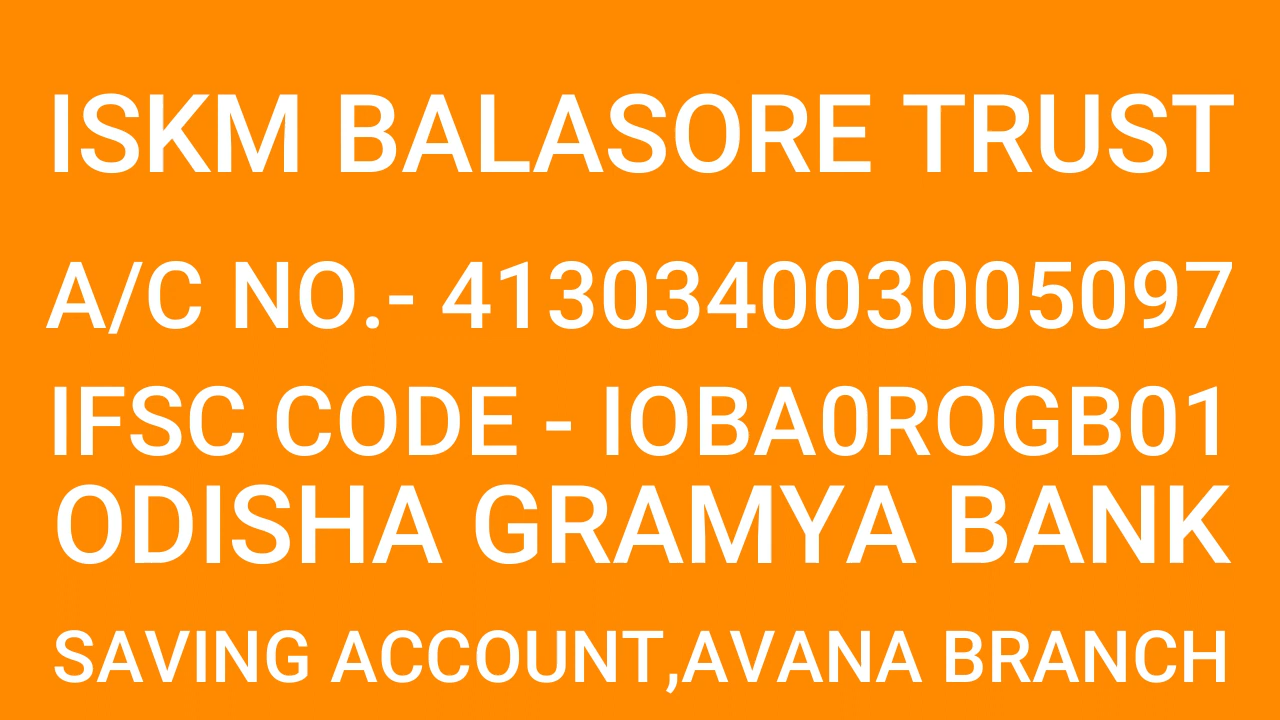 ISKM BALASORE TRUST
A/C NO.- 413034003005097
IFSC CODE - IOBA0ROGB01
ODISHA GRAMYA BANK
SAVING ACCOUNT,AVANA BRANCH